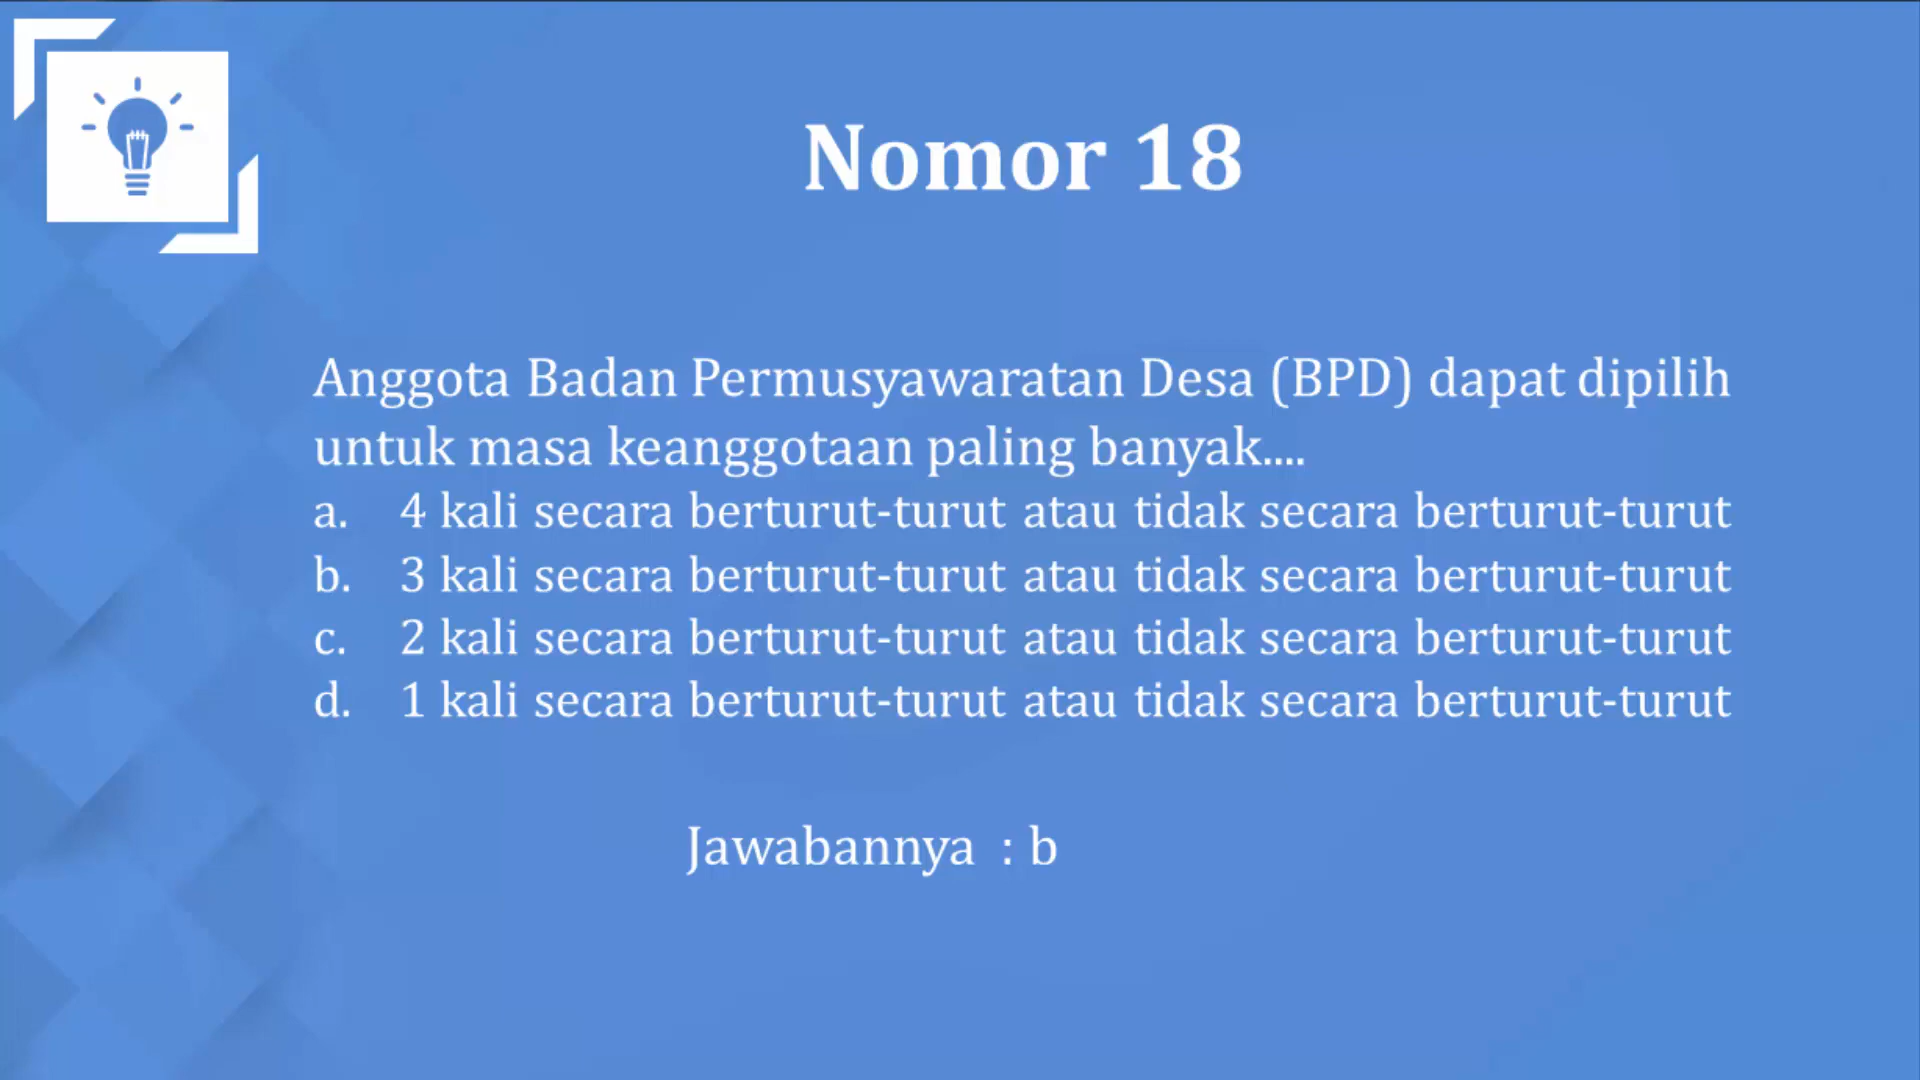 Nomor 18
Anggota Badan Permusyawaratan Desa (BPD) dapat dipilih
untuk masa keanggotaan paling banyak....
a. 4 kali secara berturut-turut atau tidak secara berturut-turut
b. 3 kali secara berturut-turut atau tidak secara berturut-turut
c. 2 kali secara berturut-turut atau tidak secara berturut-turut
d. 1 kali secara berturut-turut atau tidak secara berturut-turut
Jawabannya : b